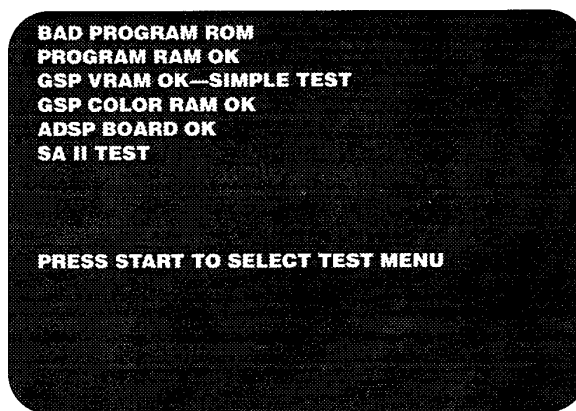 BAD PROGRAM ROM
PROGRAM RAM OK
GSP VRAM OK—SIMPLE TEST
GSP COLOR RAM OK
ADSP BOARD OK
SA II TEST
PRESS START TO SELECT TEST MENU